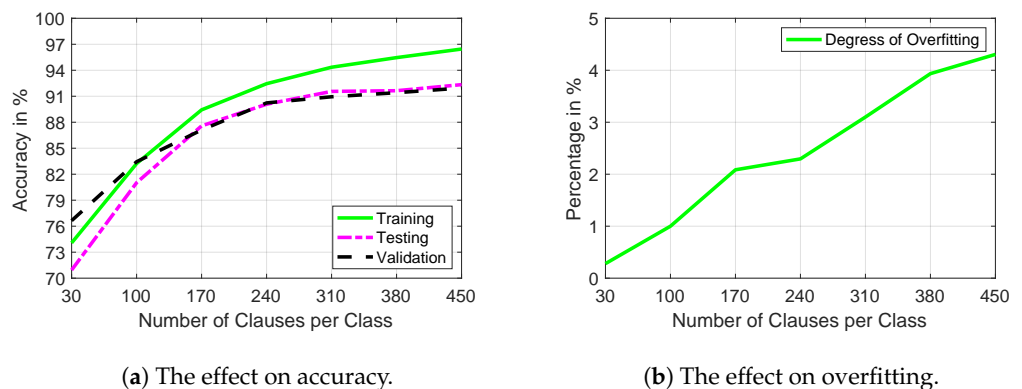 100
97
94
91
88
85
82
79
76
73
70
Accuracy in %
Training
Testing
Validation
30 100 170 240 310 380 450
Number of Clauses per Class
(a) The effect on accuracy.
5
4
3
2
1
0
Percentage in %
Degress of Overfitting
30 100 170 240 310 380 450
Number of Clauses per Class
(b) The effect on overfitting.